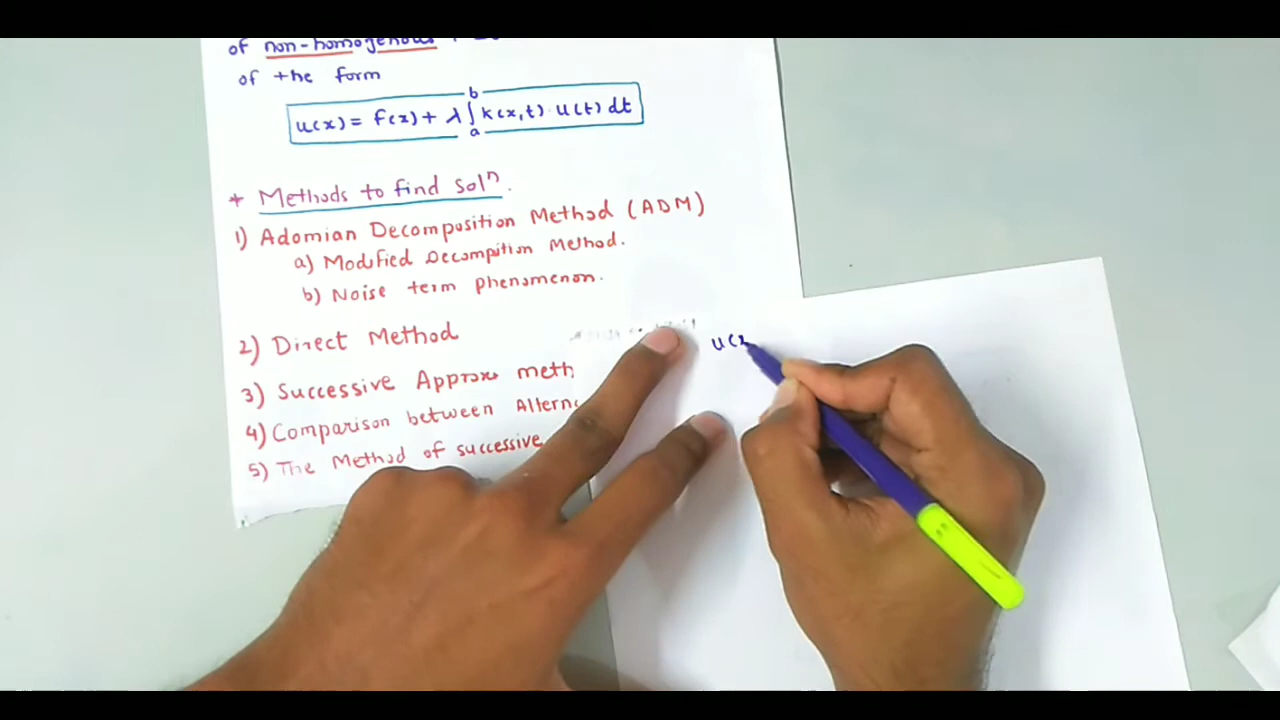 of non-homogenous
of the form
u(x) = f(x) + λ ∫ₐᵇ k(x,t) · u(t) dt
+ Methods to find solⁿ.
1) Adomian Decomposition Method (ADM)
a) Modified Decompition Method.
b) Noise term phenomenon.
2) Direct Method
3) Successive Approx meth
4) Comparison between Altern
5) The Method of successive
u(x